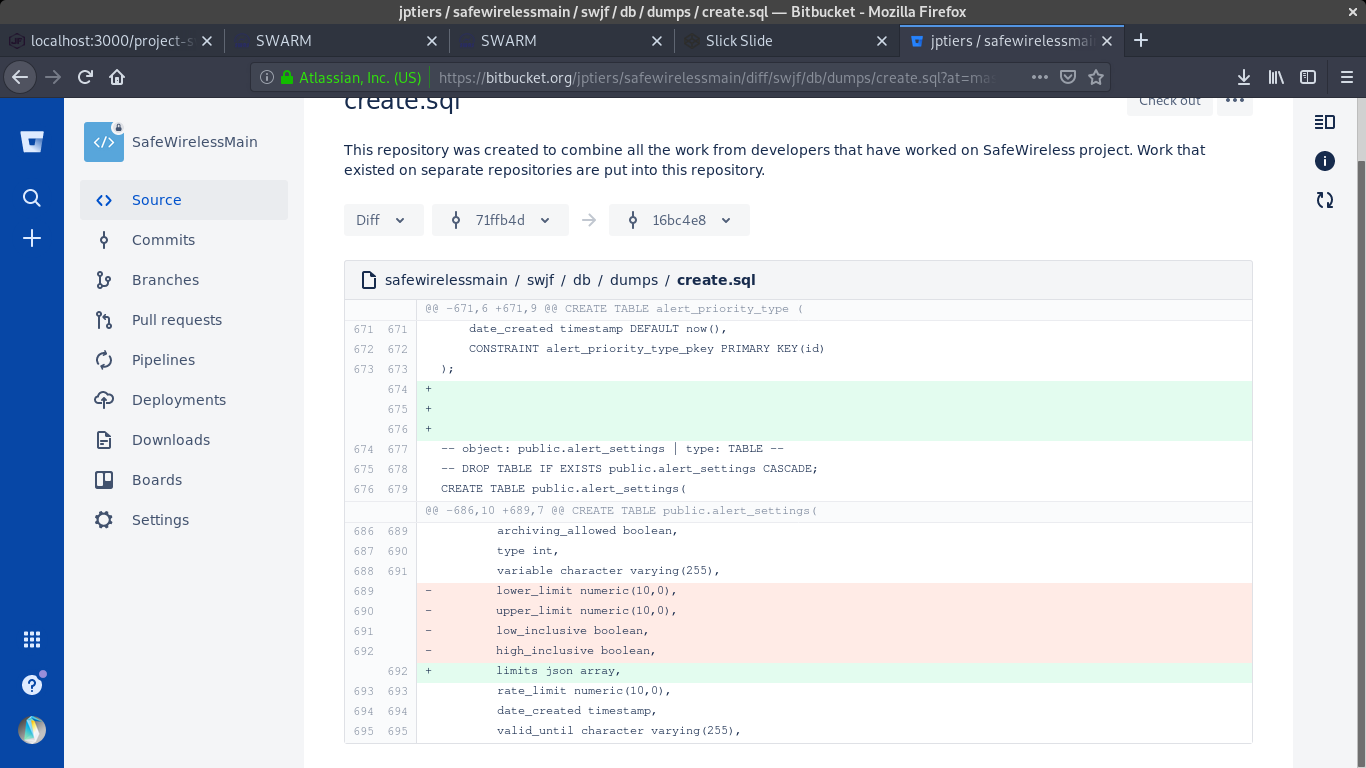 jptiers / safewirelessmain / swjf / db / dumps / create.sql — Bitbucket - Mozilla Firefox
localhost:3000/project-s
SWARM
SWARM
Slick Slide
jptiers / safewirelessmai
Atlassian, Inc. (US)
https://bitbucket.org/jptiers/safewirelessmain/diff/swjf/db/dumps/create.sql?at=mas
SafeWirelessMain
Source
Commits
Branches
Pull requests
Pipelines
Deployments
Downloads
Boards
Settings
create.sql
Check out
This repository was created to combine all the work from developers that have worked on SafeWireless project. Work that
existed on separate repositories are put into this repository.
Diff 71ffb4d → 16bc4e8
safewirelessmain / swjf / db / dumps / create.sql
@@ -671,6 +671,9 @@ CREATE TABLE alert_priority_type (
671 671 date_created timestamp DEFAULT now(),
672 672 CONSTRAINT alert_priority_type_pkey PRIMARY KEY(id)
673 673 );
674 +
675 +
676 +
674 677 -- object: public.alert_settings | type: TABLE --
675 678 -- DROP TABLE IF EXISTS public.alert_settings CASCADE;
676 679 CREATE TABLE public.alert_settings(
@@ -686,10 +689,7 @@ CREATE TABLE public.alert_settings(
686 689 archiving_allowed boolean,
687 690 type int,
688 691 variable character varying(255),
689 - lower_limit numeric(10,0),
690 - upper_limit numeric(10,0),
691 - low_inclusive boolean,
692 - high_inclusive boolean,
692 + limits json array,
693 693 rate_limit numeric(10,0),
694 694 date_created timestamp,
695 695 valid_until character varying(255),